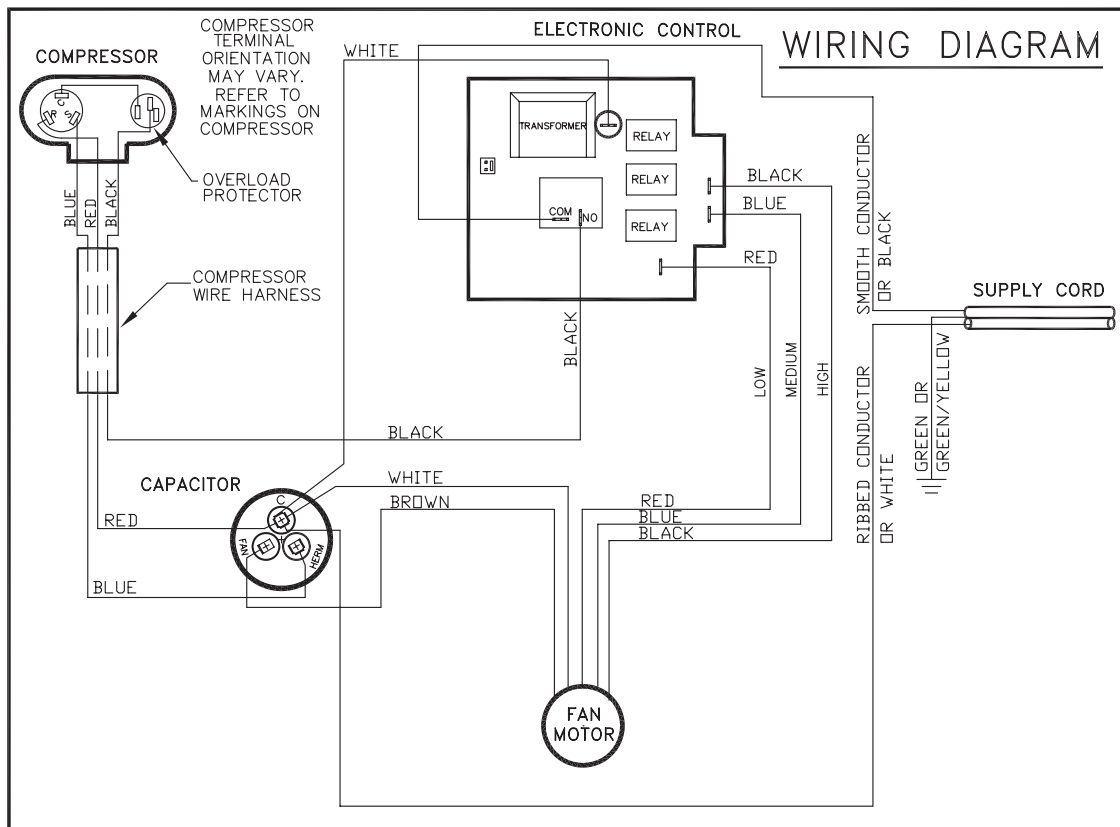 WIRING DIAGRAM
ELECTRONIC CONTROL
COMPRESSOR
TERMINAL
ORIENTATION
MAY VARY.
REFER TO
MARKINGS ON
COMPRESSOR
COMPRESSOR
C
R S
OVERLOAD
PROTECTOR
BLUE
RED
BLACK
COMPRESSOR
WIRE HARNESS
WHITE
TRANSFORMER
RELAY
RELAY
RELAY
COM
NO
BLACK
BLUE
RED
BLACK
LOW
MEDIUM
HIGH
SMOOTH CONDUCTOR
OR BLACK
SUPPLY CORD
GREEN OR
GREEN/YELLOW
RIBBED CONDUCTOR
OR WHITE
BLACK
CAPACITOR
C
FAN
HERM
RED
BLUE
WHITE
BROWN
RED
BLUE
BLACK
FAN
MOTOR